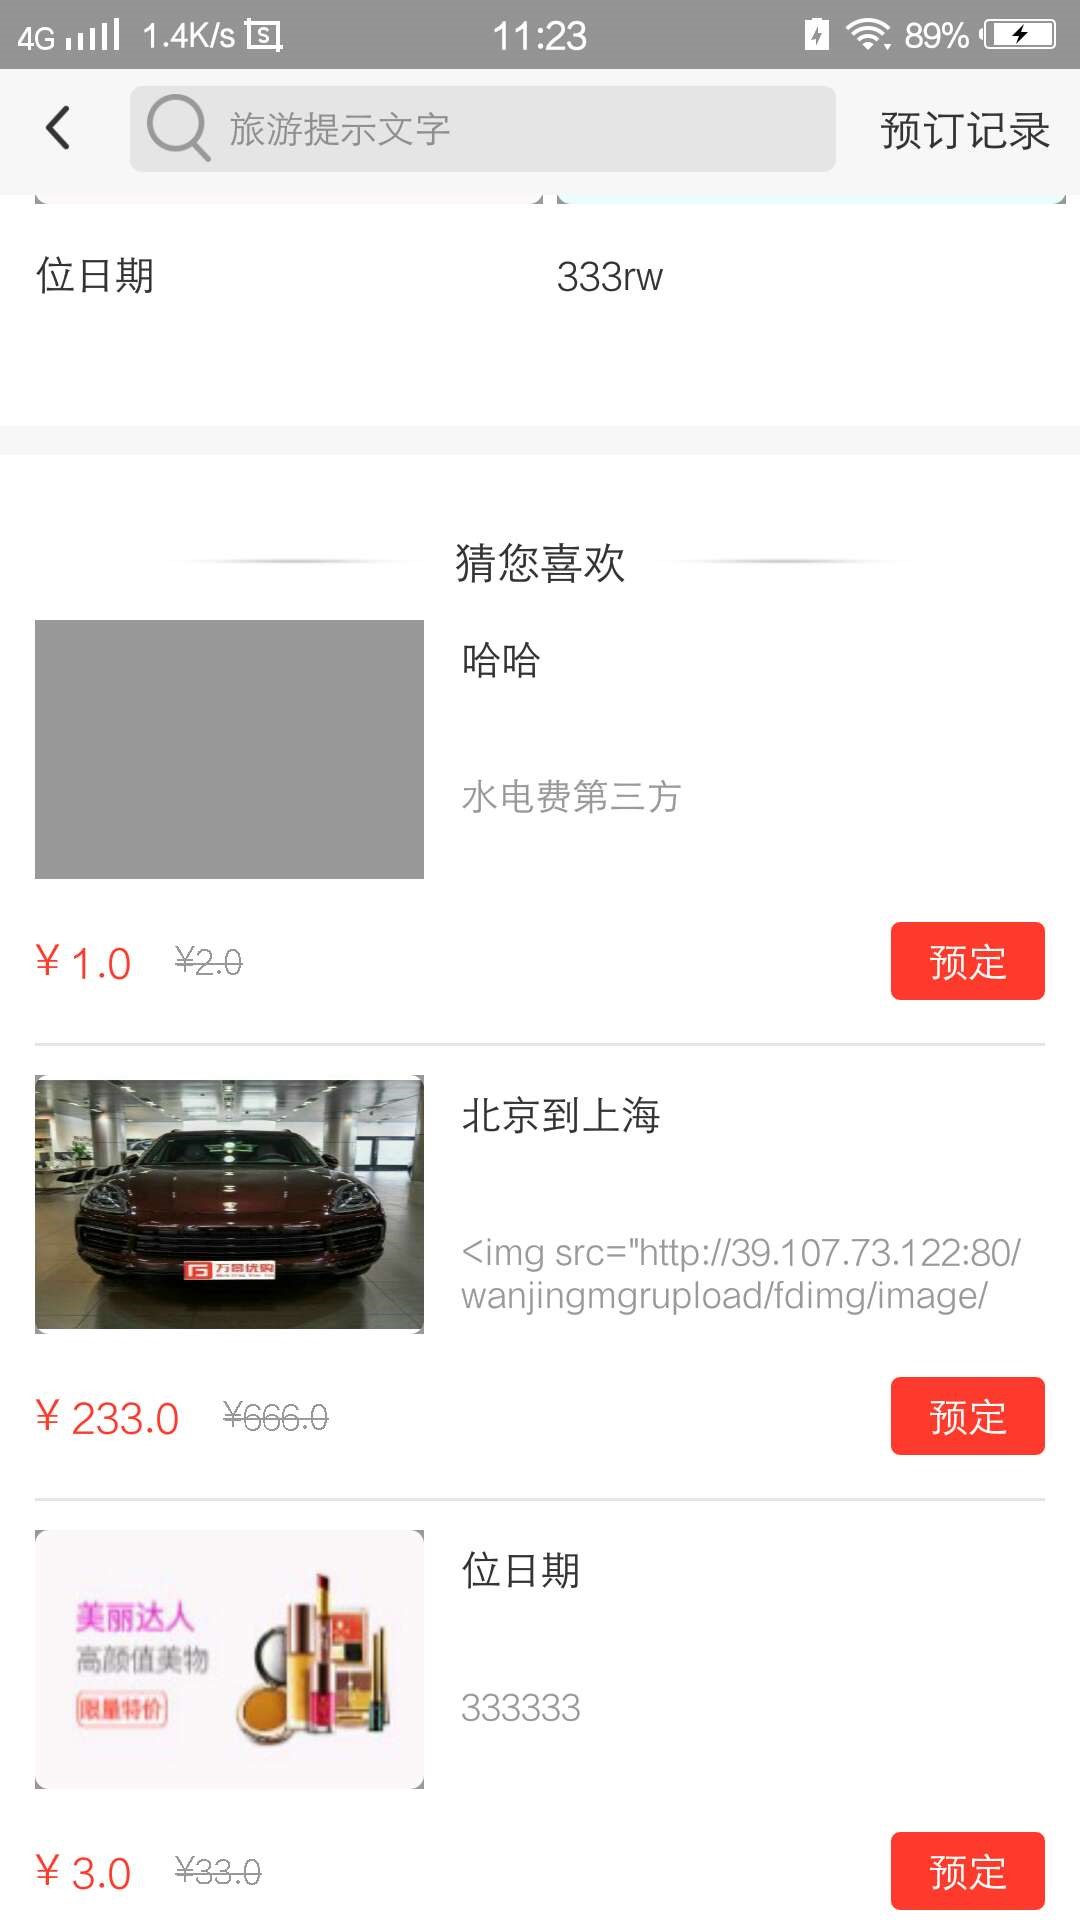 4G 1.4K/s S 11:23 89%
旅游提示文字 预订记录
位日期 333rw
猜您喜欢
哈哈
水电费第三方
¥ 1.0 ¥2.0 预定
北京到上海
万景优购
<img src="http://39.107.73.122:80/
wanjingmgrupload/fdimg/image/
¥ 233.0 ¥666.0 预定
位日期
美丽达人
高颜值美物
限量特价
333333
¥ 3.0 ¥33.0 预定